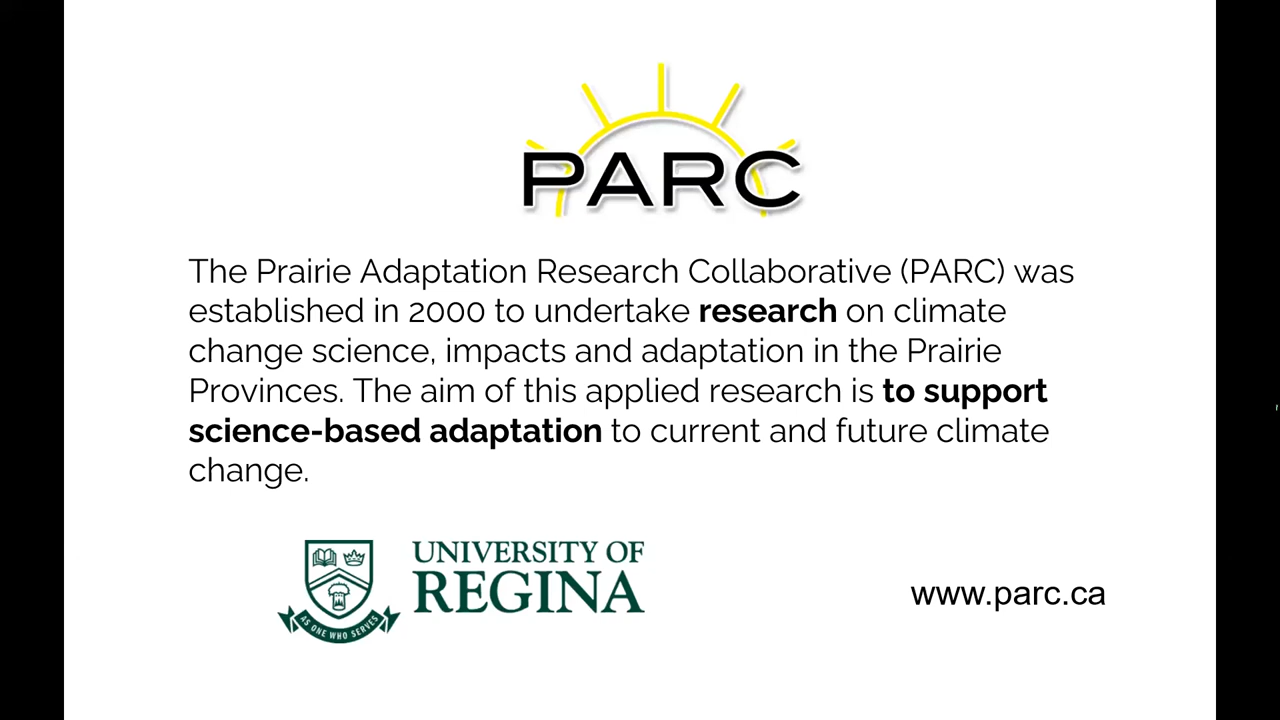 PARC
The Prairie Adaptation Research Collaborative (PARC) was
established in 2000 to undertake research on climate
change science, impacts and adaptation in the Prairie
Provinces. The aim of this applied research is to support
science-based adaptation to current and future climate
change.
UNIVERSITY OF
REGINA
AS ONE WHO SERVES
www.parc.ca